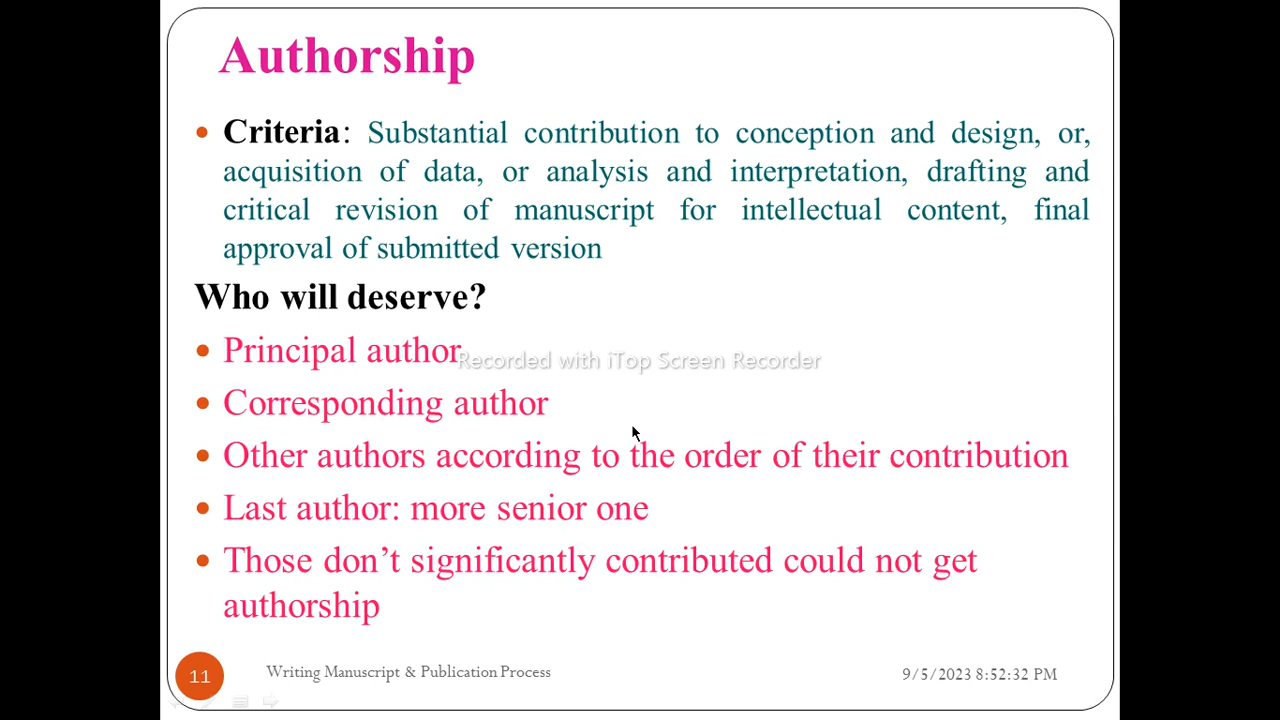 Authorship
• Criteria: Substantial contribution to conception and design, or,
acquisition of data, or analysis and interpretation, drafting and
critical revision of manuscript for intellectual content, final
approval of submitted version
Who will deserve?
• Principal author
Recorded with iTop Screen Recorder
• Corresponding author
• Other authors according to the order of their contribution
• Last author: more senior one
• Those don’t significantly contributed could not get
authorship
11
Writing Manuscript & Publication Process
9/5/2023 8:52:32 PM